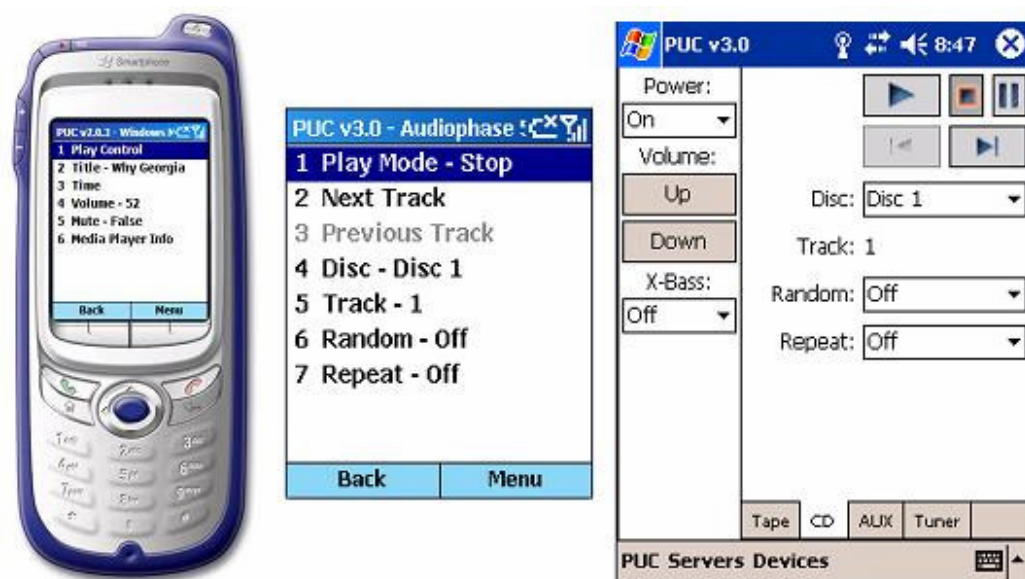 Smartphone
PUC v2.0.1 - Windows
1 Play Control
2 Title - Why Georgia
3 Time
4 Volume - 52
5 Mute - False
6 Media Player Info
Back Menu
PUC v3.0 - Audiophase
1 Play Mode - Stop
2 Next Track
3 Previous Track
4 Disc - Disc 1
5 Track - 1
6 Random - Off
7 Repeat - Off
Back Menu
PUC v3.0 8:47
Power:
On
Volume:
Up
Down
X-Bass:
Off
Disc: Disc 1
Track: 1
Random: Off
Repeat: Off
Tape CD AUX Tuner
PUC Servers Devices